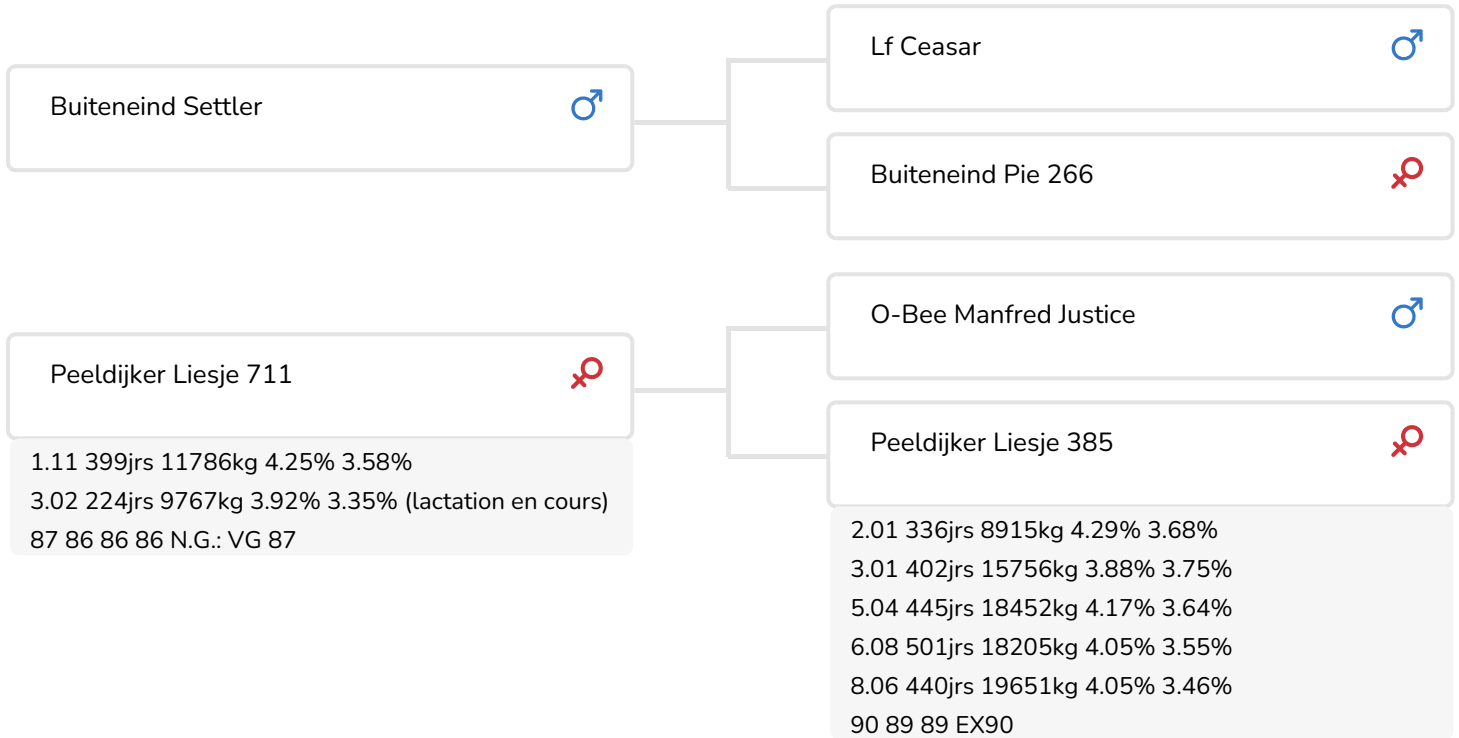 Buiteneind Settler
Lf Ceasar
Buiteneind Pie 266
Peeldijker Liesje 711
1.11 399jrs 11786kg 4.25% 3.58%
3.02 224jrs 9767kg 3.92% 3.35% (lactation en cours)
87 86 86 86 N.G.: VG 87
O-Bee Manfred Justice
Peeldijker Liesje 385
2.01 336jrs 8915kg 4.29% 3.68%
3.01 402jrs 15756kg 3.88% 3.75%
5.04 445jrs 18452kg 4.17% 3.64%
6.08 501jrs 18205kg 4.05% 3.55%
8.06 440jrs 19651kg 4.05% 3.46%
90 89 89 EX90